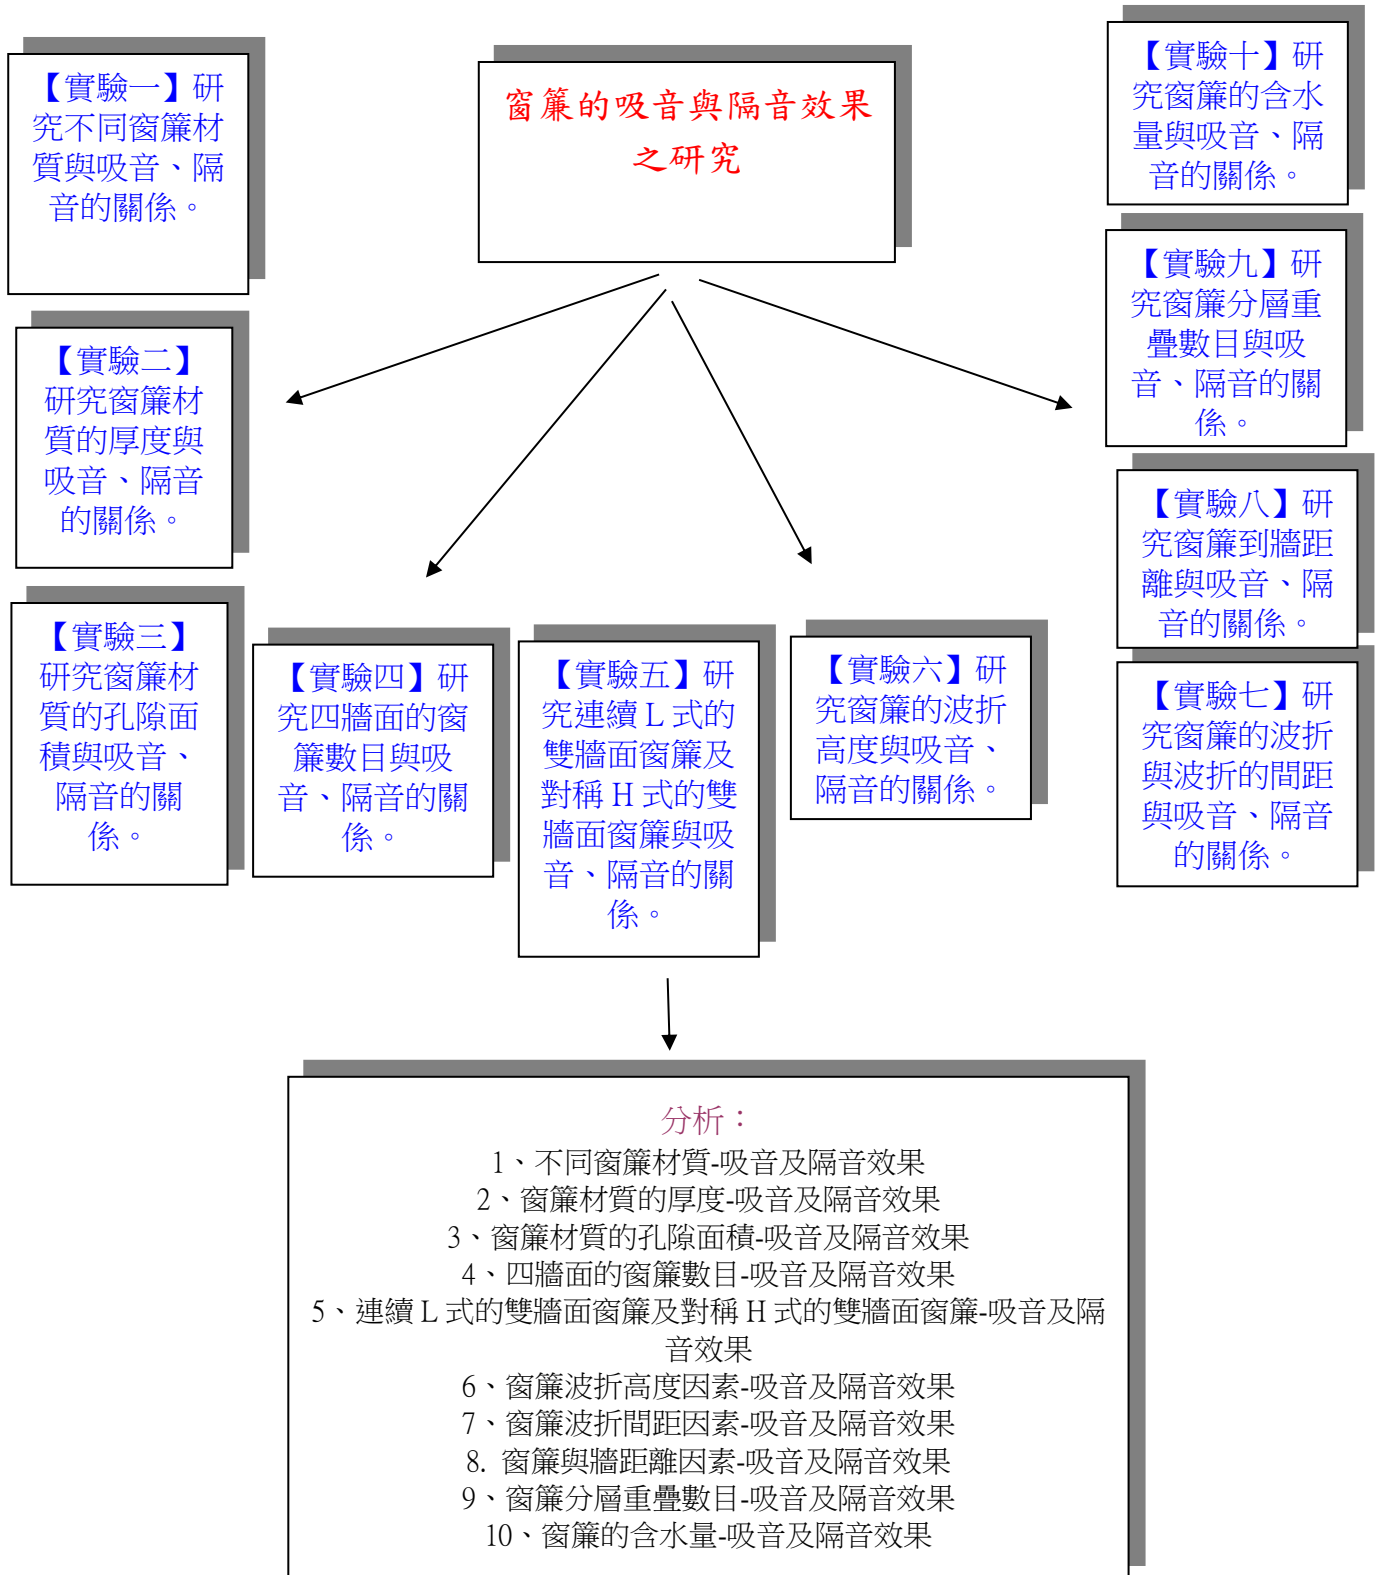 窗簾的吸音與隔音效果
之研究
【實驗一】研
究不同窗簾材
質與吸音、隔
音的關係。
【實驗二】
研究窗簾材
質的厚度與
吸音、隔音
的關係。
【實驗三】
研究窗簾材
質的孔隙面
積與吸音、
隔音的關
係。
【實驗四】研
究四牆面的窗
簾數目與吸
音、隔音的關
係。
【實驗五】研
究連續 L 式的
雙牆面窗簾及
對稱 H 式的雙
牆面窗簾與吸
音、隔音的關
係。
【實驗六】研
究窗簾的波折
高度與吸音、
隔音的關係。
【實驗七】研
究窗簾的波折
與波折的間距
與吸音、隔音
的關係。
【實驗八】研
究窗簾到牆距
離與吸音、隔
音的關係。
【實驗九】研
究窗簾分層重
疊數目與吸
音、隔音的關
係。
【實驗十】研
究窗簾的含水
量與吸音、隔
音的關係。
分析：
1、不同窗簾材質-吸音及隔音效果
2、窗簾材質的厚度-吸音及隔音效果
3、窗簾材質的孔隙面積-吸音及隔音效果
4、四牆面的窗簾數目-吸音及隔音效果
5、連續 L 式的雙牆面窗簾及對稱 H 式的雙牆面窗簾-吸音及隔
音效果
6、窗簾波折高度因素-吸音及隔音效果
7、窗簾波折間距因素-吸音及隔音效果
8. 窗簾與牆距離因素-吸音及隔音效果
9、窗簾分層重疊數目-吸音及隔音效果
10、窗簾的含水量-吸音及隔音效果